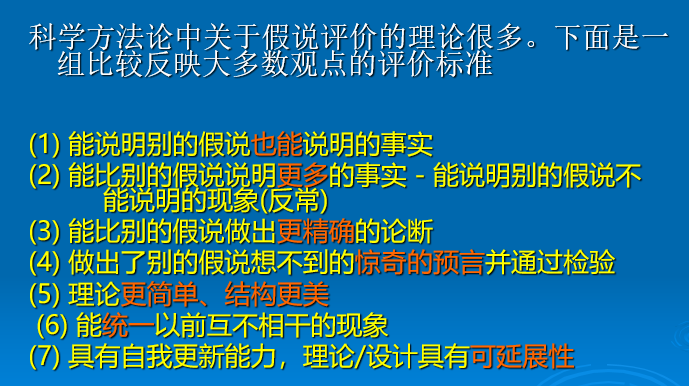 科学方法论中关于假说评价的理论很多。下面是一
组比较反映大多数观点的评价标准
(1) 能说明别的假说也能说明的事实
(2) 能比别的假说说明更多的事实－能说明别的假说不
能说明的现象(反常)
(3) 能比别的假说做出更精确的论断
(4) 做出了别的假说想不到的惊奇的预言并通过检验
(5) 理论更简单、结构更美
(6) 能统一以前互不相干的现象
(7) 具有自我更新能力，理论/设计具有可延展性